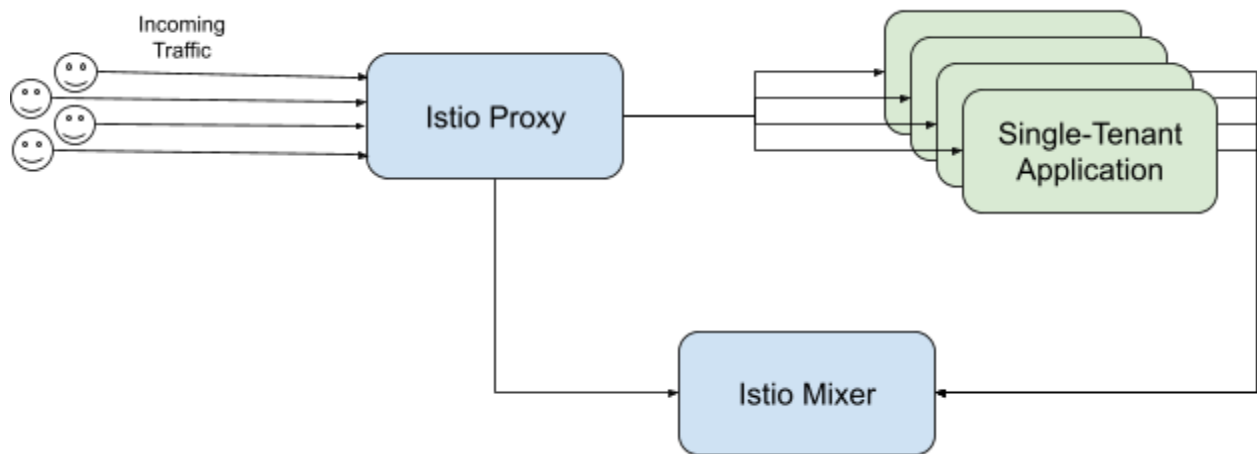 Incoming
Traffic
Istio Proxy
Single-Tenant
Application
Istio Mixer